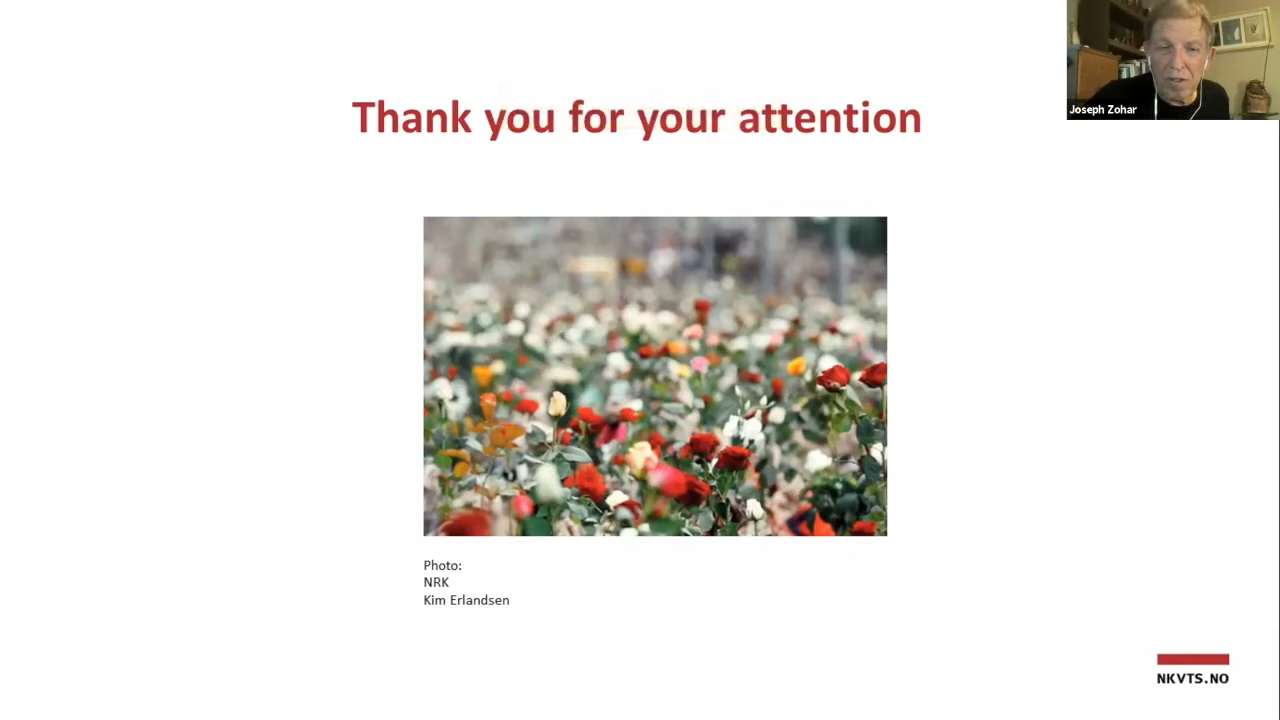 Thank you for your attention
Joseph Zohar
Photo:
NRK
Kim Erlandsen
NKVTS.NO